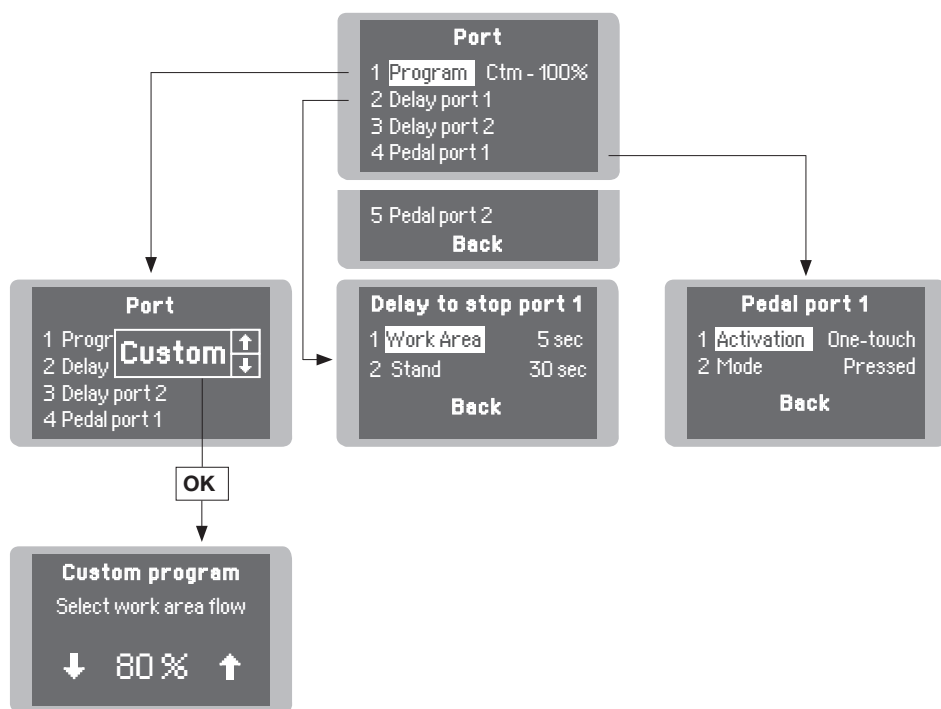 Port
1 Program Ctm - 100%
2 Delay port 1
3 Delay port 2
4 Pedal port 1
5 Pedal port 2
Back
Port
1 Progr
2 Delay
3 Delay port 2
4 Pedal port 1
Custom
Delay to stop port 1
1 Work Area 5 sec
2 Stand 30 sec
Back
Pedal port 1
1 Activation One-touch
2 Mode Pressed
Back
OK
Custom program
Select work area flow
80 %